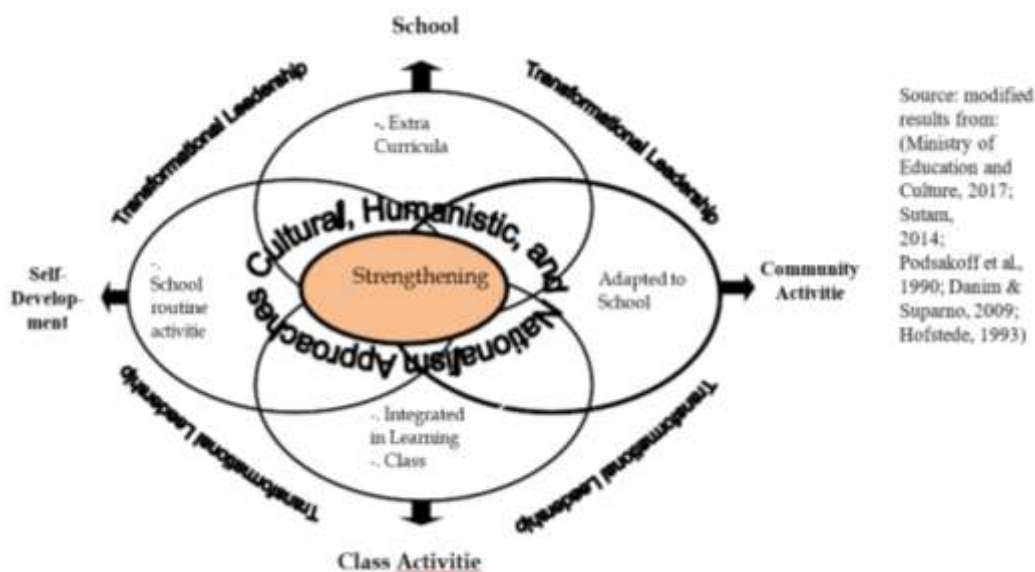 School
Transformational Leadership
Transformational Leadership
-. Extra
Curricula
Cultural, Humanistic, and Nationalism Approaches
Strengthening
Self-
Develop-
ment
-.
School
routine
activitie
Adapted to
School
Community
Activitie
-. Integrated
in Learning
-. Class
Transformational Leadership
Transformational Leadership
Class Activitie
Source: modified
results from:
(Ministry of
Education and
Culture, 2017;
Sutam,
2014;
Podsakoff et al.,
1990; Danim &
Suparno, 2009;
Hofstede, 1993)